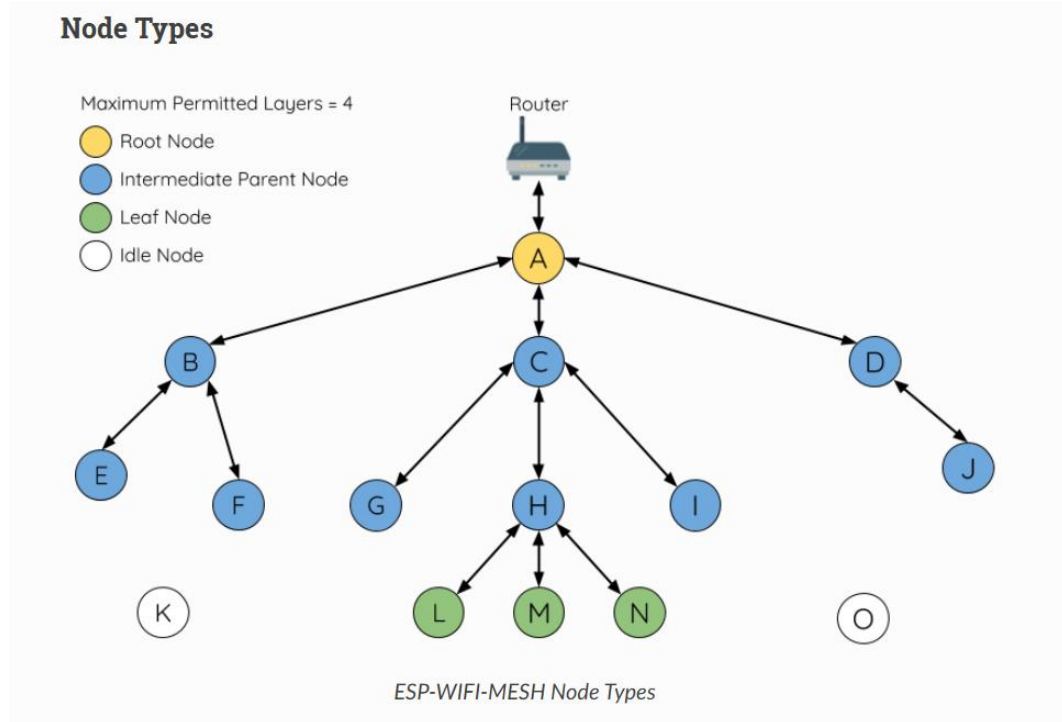 Node Types
Maximum Permitted Layers = 4
Router
Root Node
Intermediate Parent Node
Leaf Node
Idle Node
A
B
C
D
E
F
G
H
I
J
K
L
M
N
O
ESP-WIFI-MESH Node Types